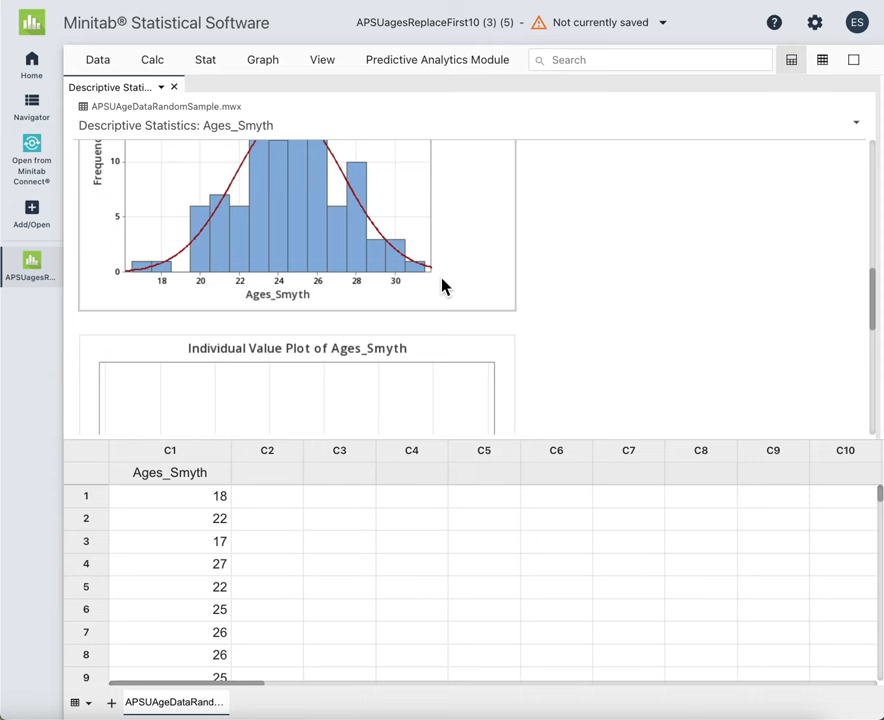 Minitab® Statistical Software
APSUagesReplaceFirst10 (3) (5) - Not currently saved
ES
Home
Navigator
Open from
Minitab
Connect®
Add/Open
APSUagesR...
Data Calc Stat Graph View Predictive Analytics Module Search
Descriptive Stati...
APSUAgeDataRandomSample.mwx
Descriptive Statistics: Ages_Smyth
Frequenc
10
5
0
18 20 22 24 26 28 30
Ages_Smyth
Individual Value Plot of Ages_Smyth
C1 C2 C3 C4 C5 C6 C7 C8 C9 C10
Ages_Smyth
1 18
2 22
3 17
4 27
5 22
6 25
7 26
8 26
9 25
APSUAgeDataRand...